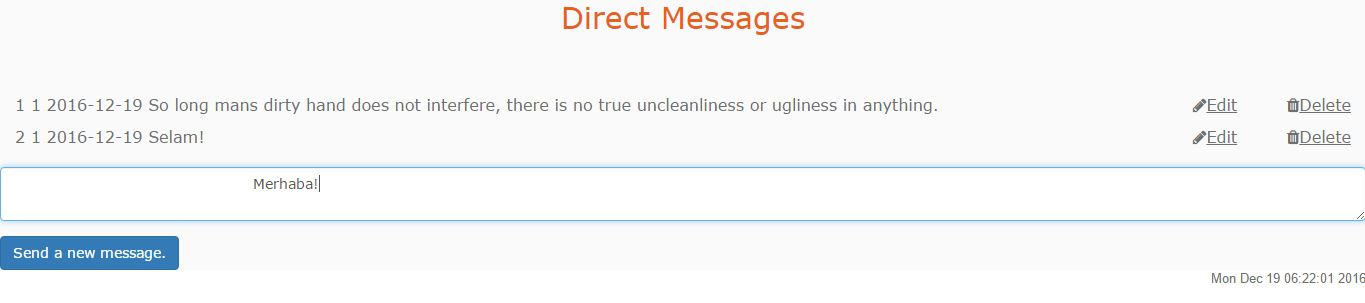 Direct Messages
1 1 2016-12-19 So long mans dirty hand does not interfere, there is no true uncleanliness or ugliness in anything. Edit Delete
2 1 2016-12-19 Selam! Edit Delete
Merhaba!
Send a new message.
Mon Dec 19 06:22:01 2016